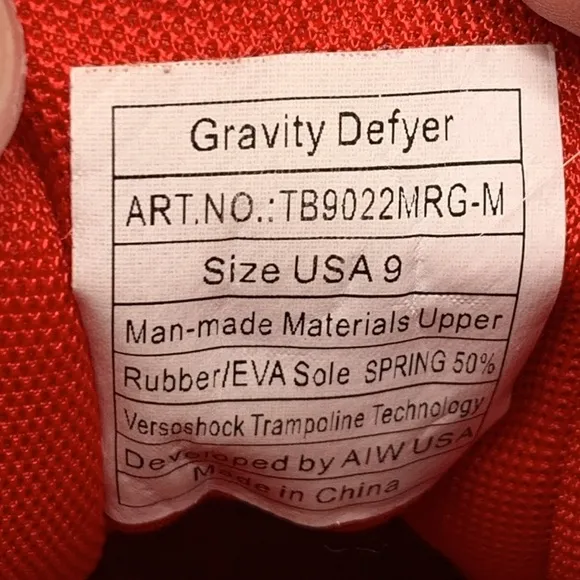 Gravity Defyer
ART.NO.:TB9022MRG-M
Size USA 9
Man-made Materials Upper
Rubber/EVA Sole SPRING 50%
Versoshock Trampoline Technology
Developed by AIW USA
Made in China